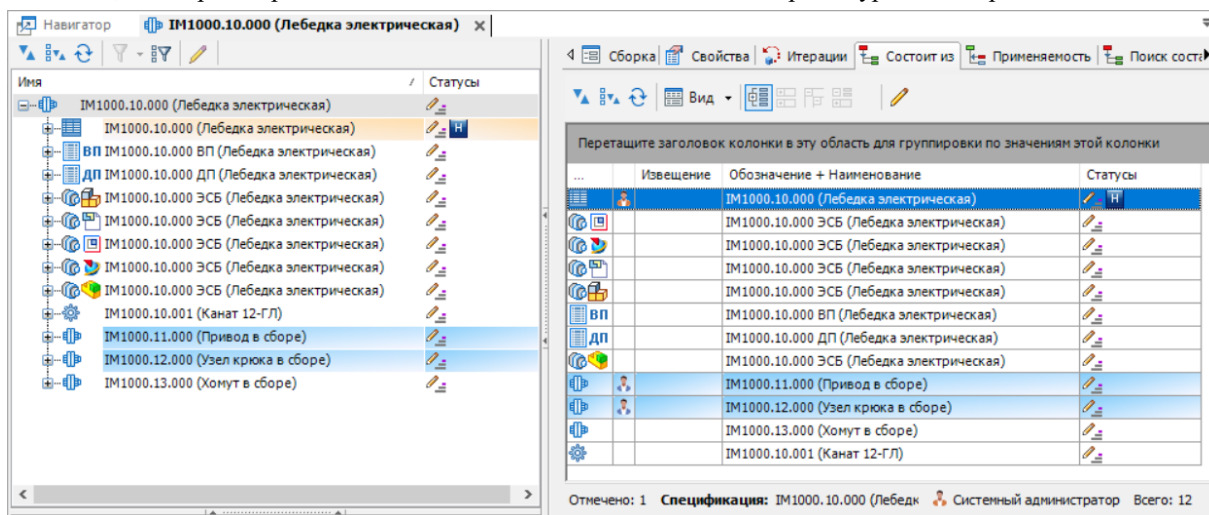 Навигатор
IM1000.10.000 (Лебедка электрическая)
Имя / Статусы
IM1000.10.000 (Лебедка электрическая)
IM1000.10.000 (Лебедка электрическая) Н
ВП IM1000.10.000 ВП (Лебедка электрическая)
ДП IM1000.10.000 ДП (Лебедка электрическая)
IM1000.10.000 ЭСБ (Лебедка электрическая)
IM1000.10.000 ЭСБ (Лебедка электрическая)
IM1000.10.000 ЭСБ (Лебедка электрическая)
IM1000.10.000 ЭСБ (Лебедка электрическая)
IM1000.10.000 ЭСБ (Лебедка электрическая)
IM1000.10.001 (Канат 12-ГЛ)
IM1000.11.000 (Привод в сборе)
IM1000.12.000 (Узел крюка в сборе)
IM1000.13.000 (Хомут в сборе)
Сборка Свойства Итерации Состоит из Применяемость Поиск соста
Вид
Перетащите заголовок колонки в эту область для группировки по значениям этой колонки
... Извещение Обозначение + Наименование Статусы
IM1000.10.000 (Лебедка электрическая) Н
IM1000.10.000 ЭСБ (Лебедка электрическая)
IM1000.10.000 ЭСБ (Лебедка электрическая)
IM1000.10.000 ЭСБ (Лебедка электрическая)
IM1000.10.000 ЭСБ (Лебедка электрическая)
ВП IM1000.10.000 ВП (Лебедка электрическая)
ДП IM1000.10.000 ДП (Лебедка электрическая)
IM1000.10.000 ЭСБ (Лебедка электрическая)
IM1000.11.000 (Привод в сборе)
IM1000.12.000 (Узел крюка в сборе)
IM1000.13.000 (Хомут в сборе)
IM1000.10.001 (Канат 12-ГЛ)
Отмечено: 1 Спецификация: IM1000.10.000 (Лебедк Системный администратор Всего: 12